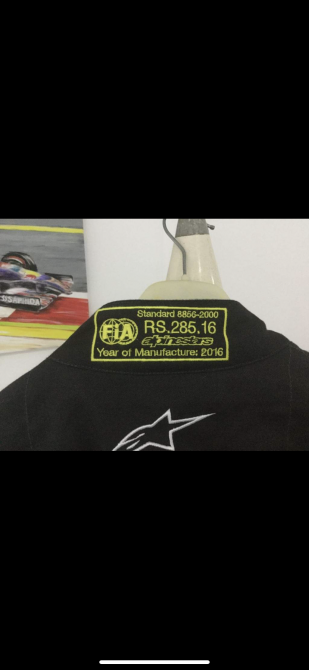 Standard 8856-2000
FIA
RS.285.16
alpinestars
Year of Manufacture: 2016